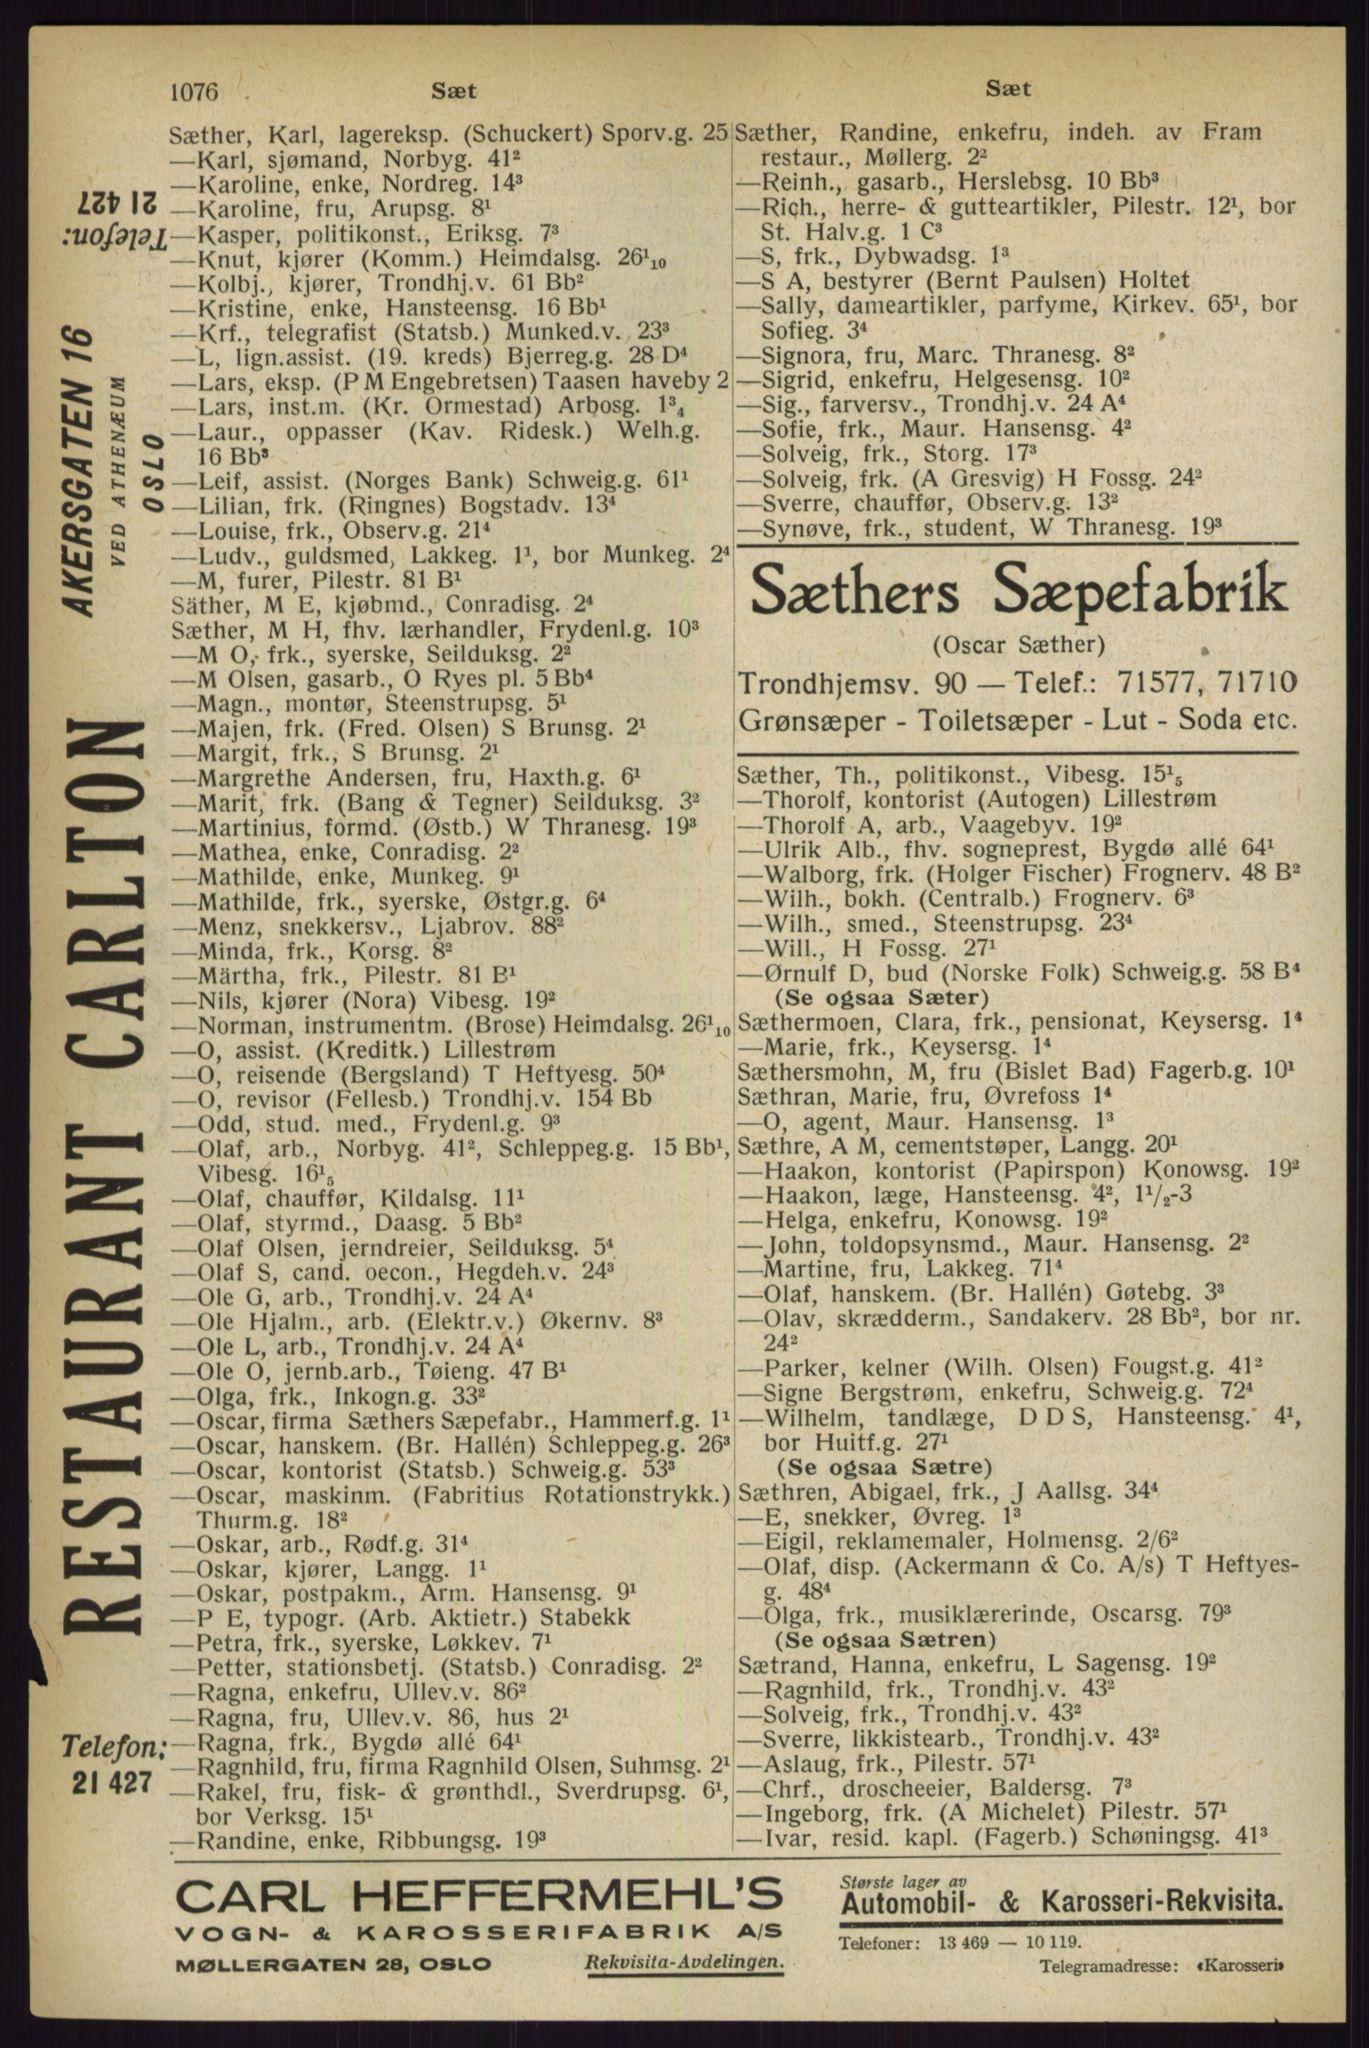 1076 Sæt Sæt
Sæther, Karl, lagereksp. (Schuckert) Sporv.g. 25
—Karl, sjømand, Norbyg. 41²
—Karoline, enke, Nordreg. 14³
—Karoline, fru, Arupsg. 8¹
—Kasper, politikonst., Eriksg. 7³
—Knut, kjører (Komm.) Heimdalsg. 26¹₁₀
—Kolbj., kjører, Trondhj.v. 61 Bb²
—Kristine, enke, Hansteensg. 16 Bb¹
—Krf., telegrafist (Statsb.) Munked.v. 23³
—L, lign.assist. (19. kreds) Bjerreg.g. 28 D⁴
—Lars, eksp. (P M Engebretsen) Taasen haveby 2
—Lars, inst.m. (Kr. Ormestad) Arbosg. 1³₄
—Laur., oppasser (Kav. Ridesk.) Welh.g.
16 Bb³
—Leif, assist. (Norges Bank) Schweig.g. 61¹
—Lilian, frk. (Ringnes) Bogstadv. 13⁴
—Louise, frk., Observ.g. 21⁴
—Ludv., guldsmed, Lakkeg. 1¹, bor Munkeg. 2⁴
—M, furer, Pilestr. 81 B¹
Säther, M E, kjøbmd., Conradisg. 2⁴
Sæther, M H, fhv. lærhandler, Frydenl.g. 10³
—M O, frk., syerske, Seilduksg. 2²
—M Olsen, gasarb., O Ryes pl. 5 Bb⁴
—Magn., montør, Steenstrupsg. 5¹
—Majen, frk. (Fred. Olsen) S Brunsg. 2¹
—Margit, frk., S Brunsg. 2¹
—Margrethe Andersen, fru, Haxth.g. 6¹
—Marit, frk. (Bang & Tegner) Seilduksg. 3²
—Martinius, formd. (Østb.) W Thranesg. 19³
—Mathea, enke, Conradisg. 2²
—Mathilde, enke, Munkeg. 9¹
—Mathilde, frk., syerske, Østgr.g. 6⁴
—Menz, snekkersv., Ljabrov. 88²
—Minda, frk., Korsg. 8²
—Märtha, frk., Pilestr. 81 B¹
—Nils, kjører (Nora) Vibesg. 19²
—Norman, instrumentm. (Brose) Heimdalsg. 26¹₁₀
—O, assist. (Kreditk.) Lillestrøm
—O, reisende (Bergsland) T Heftyesg. 50⁴
—O, revisor (Fellesb.) Trondhj.v. 154 Bb
—Odd, stud. med., Frydenl.g. 9³
—Olaf, arb., Norbyg. 41², Schleppeg.g. 15 Bb¹,
Vibesg. 16¹₅
—Olaf, chauffør, Kildalsg. 11¹
—Olaf, styrmd., Daasg. 5 Bb²
—Olaf Olsen, jerndreier, Seilduksg. 5⁴
—Olaf S, cand. oecon., Hegdeh.v. 24³
—Ole G, arb., Trondhj.v. 24 A⁴
—Ole Hjalm., arb. (Elektr.v.) Økernv. 8³
—Ole L, arb., Trondhj.v. 24 A⁴
—Ole O, jernb.arb., Tøieng. 47 B¹
—Olga, frk., Inkogn.g. 33²
—Oscar, firma Sæthers Sæpefabr., Hammerf.g. 1¹
—Oscar, hanskem. (Br. Hallén) Schleppeg.g. 26³
—Oscar, kontorist (Statsb.) Schweig.g. 53³
—Oscar, maskinm. (Fabritius Rotationstrykk.)
Thurm.g. 18²
—Oskar, arb., Rødf.g. 31⁴
—Oskar, kjører, Langg. 1¹
—Oskar, postpakm., Arm. Hansensg. 9¹
—P E, typogr. (Arb. Aktietr.) Stabekk
—Petra, frk., syerske, Løkkev. 7¹
—Petter, stationsbetj. (Statsb.) Conradisg. 2²
—Ragna, enkefru, Ullev.v. 86²
—Ragna, fru, Ullev.v. 86, hus 2¹
—Ragna, frk., Bygdø allé 64¹
—Ragnhild, fru, firma Ragnhild Olsen, Suhmsg. 2¹
—Rakel, fru, fisk- & grønthdl., Sverdrupsg. 6¹,
bor Verksg. 15¹
—Randine, enke, Ribbungsg. 19³
Sæther, Randine, enkefru, indeh. av Fram
restaur., Møllerg. 2²
—Reinh., gasarb., Herslebsg. 10 Bb³
—Rich., herre- & gutteartikler, Pilestr. 12¹, bor
St. Halv.g. 1 C³
—S, frk., Dybwadsg. 1³
—S A, bestyrer (Bernt Paulsen) Holtet
—Sally, dameartikler, parfyme, Kirkev. 65¹, bor
Sofieg. 3⁴
—Signora, fru, Marc. Thranesg. 8²
—Sigrid, enkefru, Helgesensg. 10²
—Sig., farversv., Trondhj.v. 24 A⁴
—Sofie, frk., Maur. Hansensg. 4²
—Solveig, frk., Storg. 17³
—Solveig, frk. (A Gresvig) H Fossg. 24²
—Sverre, chauffør, Observ.g. 13²
—Synøve, frk., student, W Thranesg. 19³
Sæthers Sæpefabrik
(Oscar Sæther)
Trondhjemsv. 90 — Telef.: 71577, 71710
Grønsæper - Toiletsæper - Lut - Soda etc.
Sæther, Th., politikonst., Vibesg. 15¹₅
—Thorolf, kontorist (Autogen) Lillestrøm
—Thorolf A, arb., Vaagebyv. 19²
—Ulrik Alb., fhv. sogneprest, Bygdø allé 64¹
—Walborg, frk. (Holger Fischer) Frognerv. 48 B²
—Wilh., bokh. (Centralb.) Frognerv. 6³
—Wilh., smed., Steenstrupsg. 23⁴
—Will., H Fossg. 27¹
—Ørnulf D, bud (Norske Folk) Schweig.g. 58 B⁴
(Se ogsaa Sæter)
Sæthermoen, Clara, frk., pensionat, Keysersg. 1⁴
—Marie, frk., Keysersg. 1⁴
Sæthersmohn, M, fru (Bislet Bad) Fagerb.g. 10¹
Sæthran, Marie, fru, Øvrefoss 1⁴
—O, agent, Maur. Hansensg. 1³
Sæthre, A M, cementstøper, Langg. 20¹
—Haakon, kontorist (Papirspon) Konowsg. 19²
—Haakon, læge, Hansteensg. 4², 1¹/₂-3
—Helga, enkefru, Konowsg. 19²
—John, toldopsynsmd., Maur. Hansensg. 2²
—Martine, fru, Lakkeg. 71⁴
—Olaf, hanskem. (Br. Hallén) Gøtebg. 3³
—Olav, skrædderm., Sandakerv. 28 Bb², bor nr.
24²
—Parker, kelner (Wilh. Olsen) Fougst.g. 41²
—Signe Bergstrøm, enkefru, Schweig.g. 72⁴
—Wilhelm, tandlæge, D D S, Hansteensg. 4¹,
bor Huitf.g. 27¹
(Se ogsaa Sætre)
Sæthren, Abigael, frk., J Aallsg. 34⁴
—E, snekker, Øvreg. 1³
—Eigil, reklamemaler, Holmensg. 2/6²
—Olaf, disp. (Ackermann & Co. A/s) T Heftyes-
g. 48⁴
—Olga, frk., musiklærerinde, Oscarsg. 79³
(Se ogsaa Sætren)
Sætrand, Hanna, enkefru, L Sagensg. 19²
—Ragnhild, frk., Trondhj.v. 43²
—Solveig, frk., Trondhj.v. 43²
—Sverre, likkistearb., Trondhj.v. 43²
—Aslaug, frk., Pilestr. 57¹
—Chrf., droscheeier, Baldersg. 7³
—Ingeborg, frk. (A Michelet) Pilestr. 57¹
—Ivar, resid. kapl. (Fagerb.) Schøningsg. 41³
Telefon:
21 427
AKERSGATEN 16
VED ATHENÆUM
OSLO
RESTAURANT CARLTON
Telefon:
21 427
CARL HEFFERMEHL'S
VOGN- & KAROSSERIFABRIK A/S
MØLLERGATEN 28, OSLO Rekvisita-Avdelingen.
Største lager av
Automobil- & Karosseri-Rekvisita.
Telefoner: 13 469 — 10 119.
Telegramadresse: «Karosseri»